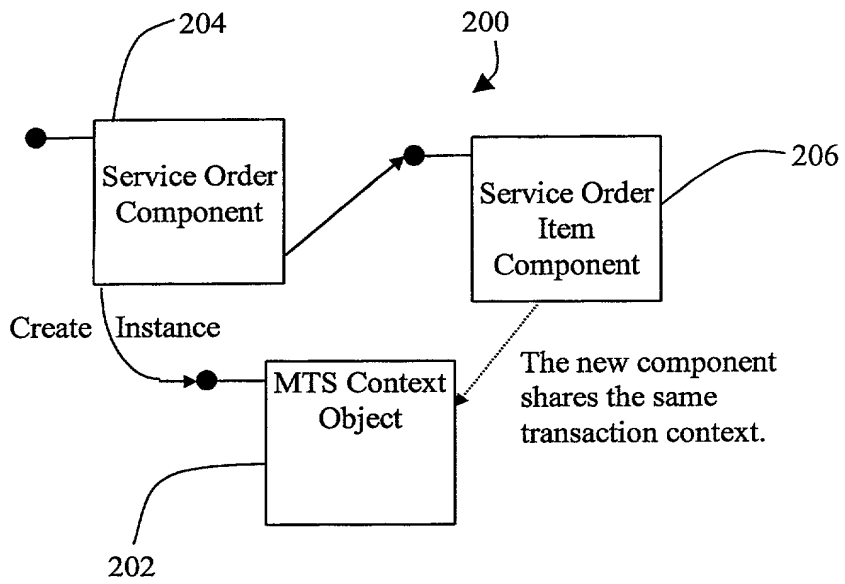 204
200
206
Service Order
Component
Service Order
Item
Component
Create Instance
MTS Context
Object
The new component
shares the same
transaction context.
202